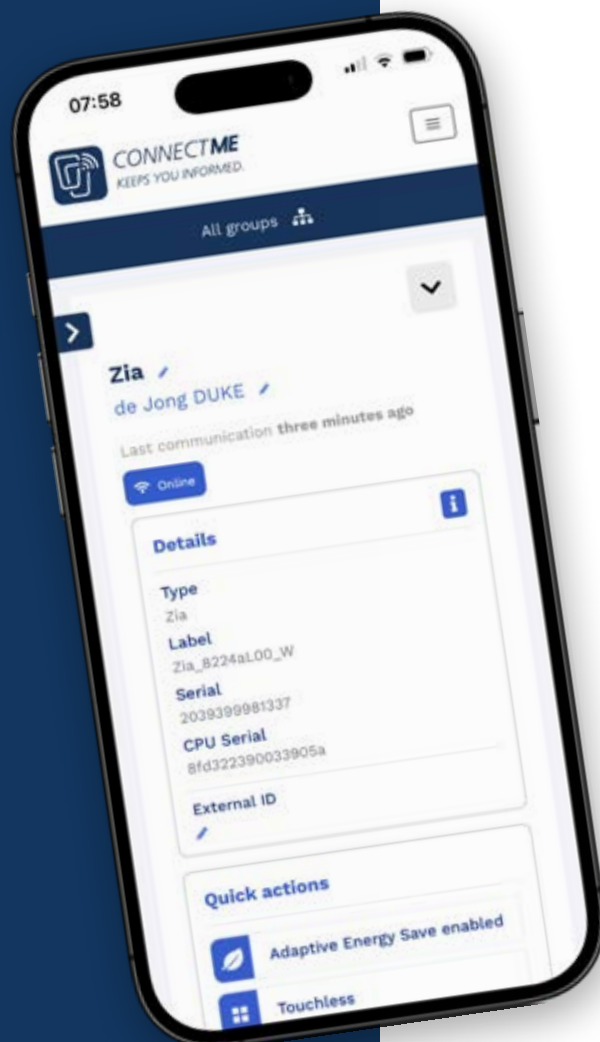 07:58
CONNECTME
KEEPS YOU INFORMED.
All groups
Zia
de Jong DUKE
Last communication three minutes ago
Online
Details
Type
Zia
Label
Zia_8224aL00_W
Serial
2039399981337
CPU Serial
8fd322390033905a
External ID
Quick actions
Adaptive Energy Save enabled
Touchless